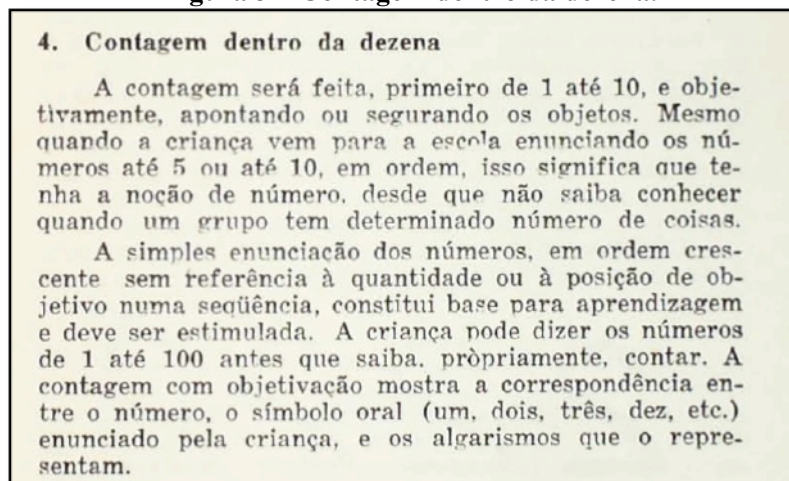 4. Contagem dentro da dezena
A contagem será feita, primeiro de 1 até 10, e obje-
tivamente, apontando ou segurando os objetos. Mesmo
quando a criança vem para a escola enunciando os nú-
meros até 5 ou até 10, em ordem, isso significa que te-
nha a noção de número. desde que não saiba conhecer
quando um grupo tem determinado número de coisas.
A simples enunciação dos números, em ordem cres-
cente sem referência à quantidade ou à posição de ob-
jetivo numa seqüência, constitui base para aprendizagem
e deve ser estimulada. A criança pode dizer os números
de 1 até 100 antes que saiba. pròpriamente, contar. A
contagem com objetivação mostra a correspondência en-
tre o número, o símbolo oral (um, dois, três, dez, etc.)
enunciado pela criança, e os algarismos que o repre-
sentam.